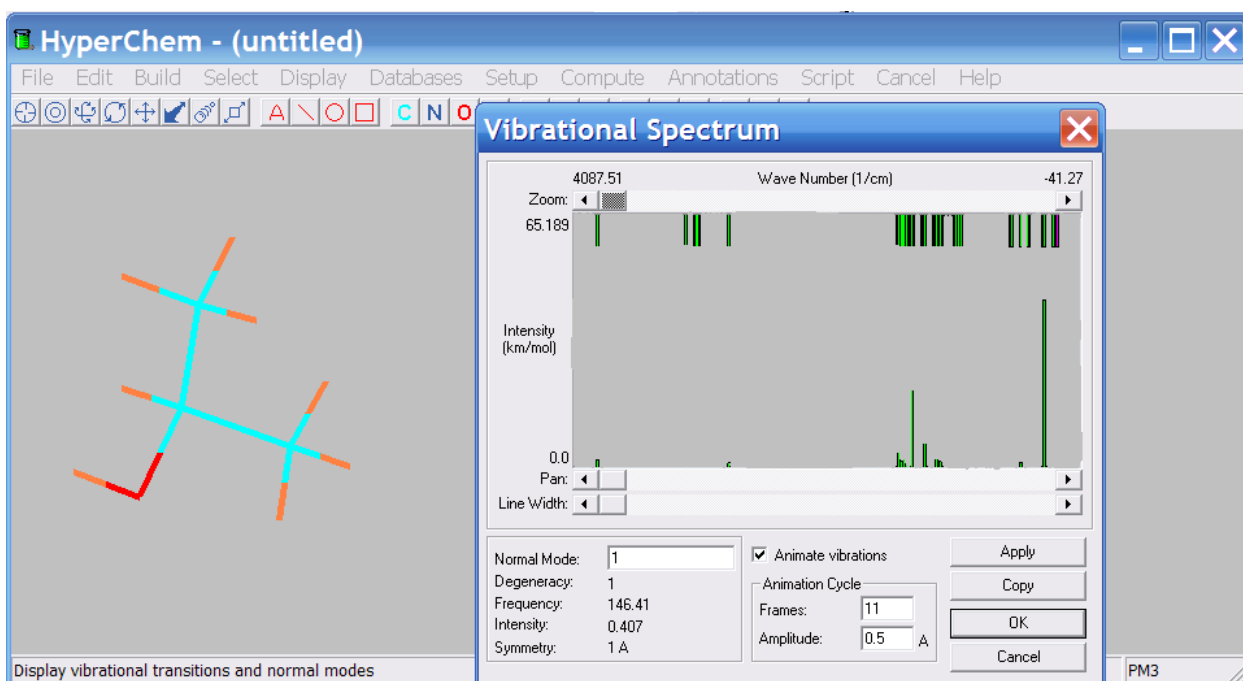 HyperChem - (untitled)
File Edit Build Select Display Databases Setup Compute Annotations Script Cancel Help
A C N O
Vibrational Spectrum
4087.51 Wave Number (1/cm) -41.27
Zoom:
65.189
Intensity
(km/mol)
0.0
Pan:
Line Width:
Normal Mode: 1
Degeneracy: 1
Frequency: 146.41
Intensity: 0.407
Symmetry: 1 A
Animate vibrations
Animation Cycle
Frames: 11
Amplitude: 0.5 A
Apply
Copy
OK
Cancel
Display vibrational transitions and normal modes
PM3